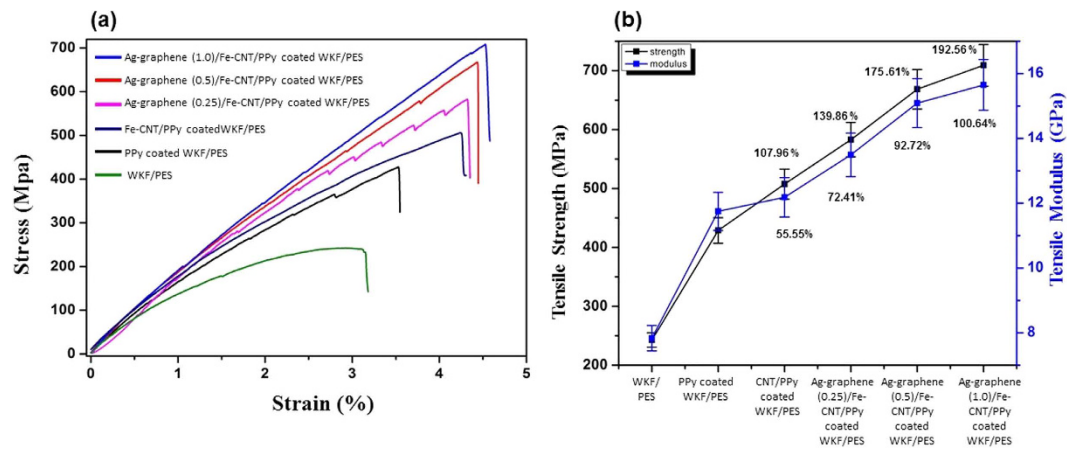 (a)
700
600
500
400
300
200
100
0
Stress (Mpa)
Ag-graphene (1.0)/Fe-CNT/PPy coated WKF/PES
Ag-graphene (0.5)/Fe-CNT/PPy coated WKF/PES
Ag-graphene (0.25)/Fe-CNT/PPy coated WKF/PES
Fe-CNT/PPy coatedWKF/PES
PPy coated WKF/PES
WKF/PES
0 1 2 3 4 5
Strain (%)
(b)
strength
modulus
700
600
500
400
300
200
Tensile Strength (MPa)
107.96%
139.86%
175.61%
192.56%
55.55%
72.41%
92.72%
100.64%
16
14
12
10
8
Tensile Modulus (GPa)
WKF/
PES
PPy coated
WKF/PES
CNT/PPy
coated
WKF/PES
Ag-graphene
(0.25)/Fe-
CNT/PPy
coated
WKF/PES
Ag-graphene
(0.5)/Fe-
CNT/PPy
coated
WKF/PES
Ag-graphene
(1.0)/Fe-
CNT/PPy
coated
WKF/PES